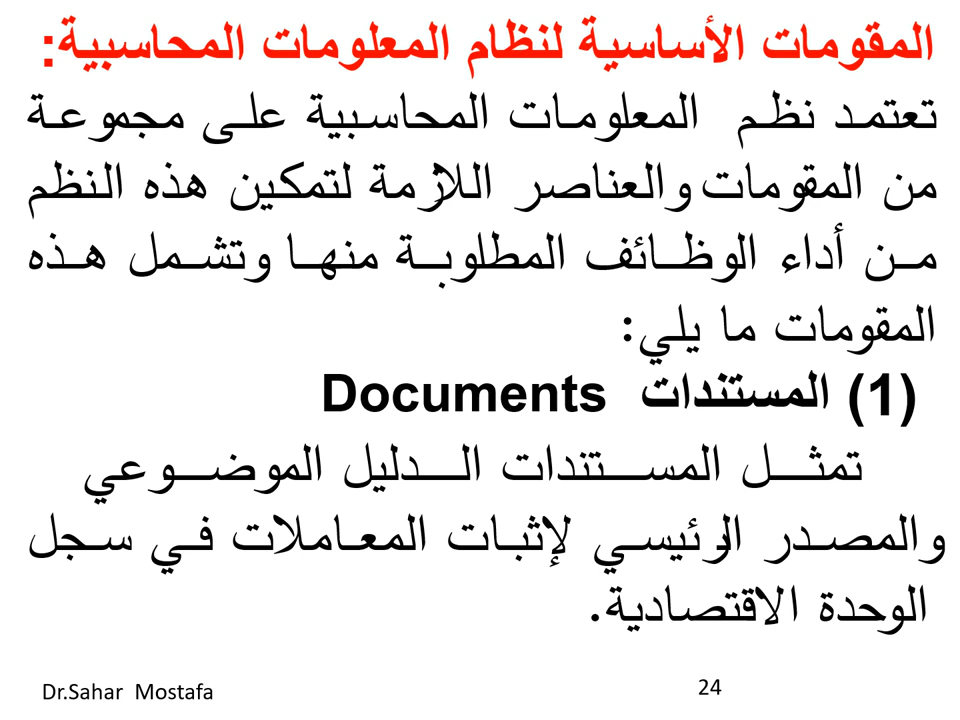 المقومات الأساسية لنظام المعلومات المحاسبية:
تعتمد نظم المعلومات المحاسبية على مجموعة
من المقومات والعناصر اللازمة لتمكين هذه النظم
من أداء الوظائف المطلوبة منها وتشمل هذه
المقومات ما يلي:
(1) المستندات Documents
تمثل المستندات الدليل الموضوعي
والمصدر الرئيسي لإثبات المعاملات في سجل
الوحدة الاقتصادية.
Dr.Sahar Mostafa
24